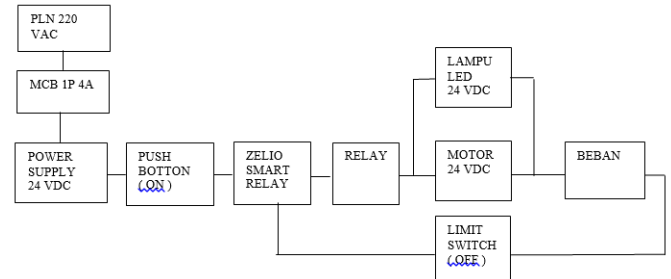 PLN 220
VAC
MCB 1P 4A
POWER
SUPPLY
24 VDC
PUSH
BOTTON
( ON )
ZELIO
SMART
RELAY
RELAY
LAMPU
LED
24 VDC
MOTOR
24 VDC
BEBAN
LIMIT
SWITCH
( OFF )